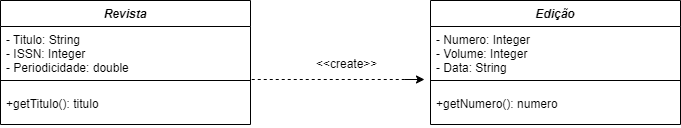 Revista
- Titulo: String
- ISSN: Integer
- Periodicidade: double
+getTitulo(): titulo
<<create>>
Edição
- Numero: Integer
- Volume: Integer
- Data: String
+getNumero(): numero